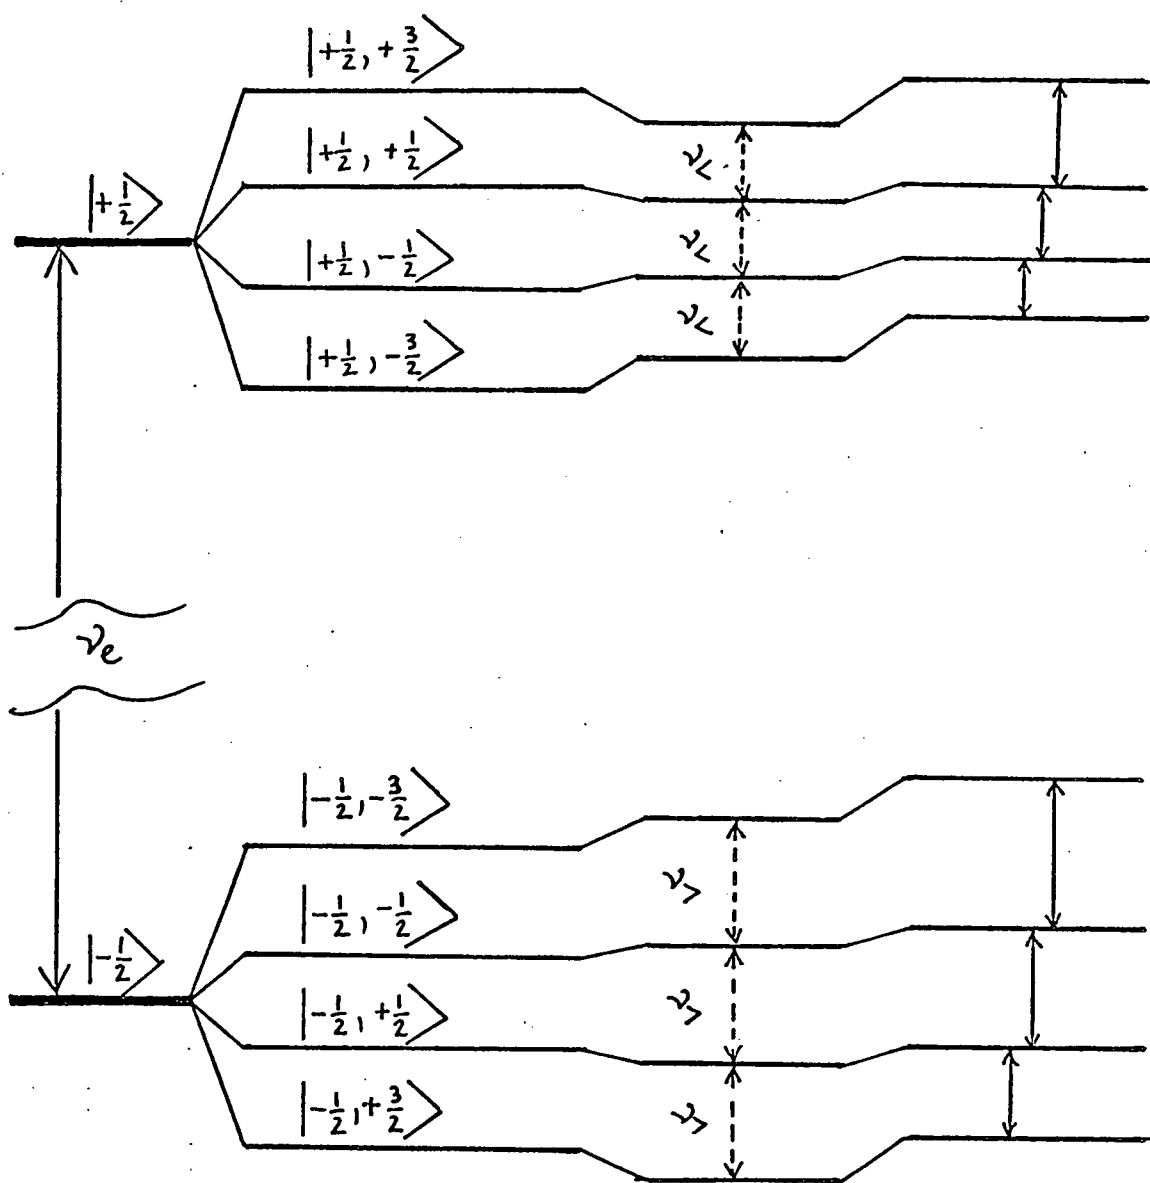 |+1/2, +3/2⟩
|+1/2, +1/2⟩
ν<
|+1/2⟩
|+1/2, -1/2⟩
ν<
|+1/2, -3/2⟩
ν<
νe
|-1/2, -3/2⟩
ν>
|-1/2, -1/2⟩
|-1/2⟩
|-1/2, +1/2⟩
ν>
|-1/2, +3/2⟩
ν>